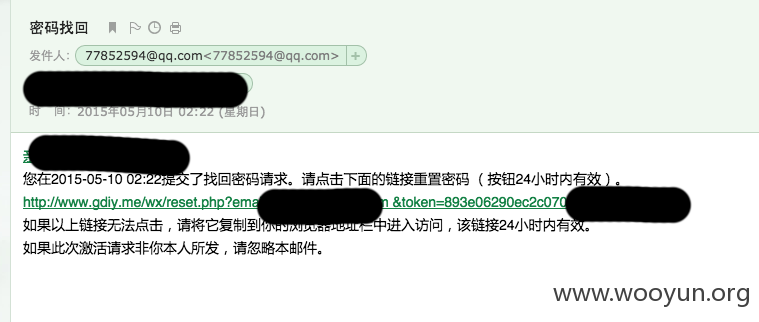 密码找回
发件人：77852594@qq.com<77852594@qq.com> +
时 间：2015年05月10日 02:22 (星期日)
您在2015-05-10 02:22提交了找回密码请求。请点击下面的链接重置密码 （ 按钮24小时内有效）。
http://www.gdiy.me/wx/reset.php?ema &token=893e06290ec2c070
如果以上链接无法点击，请将它复制到你的浏览器地址栏中进入访问，该链接24小时内有效。
如果此次激活请求非你本人所发，请忽略本邮件。
www.wooyun.org